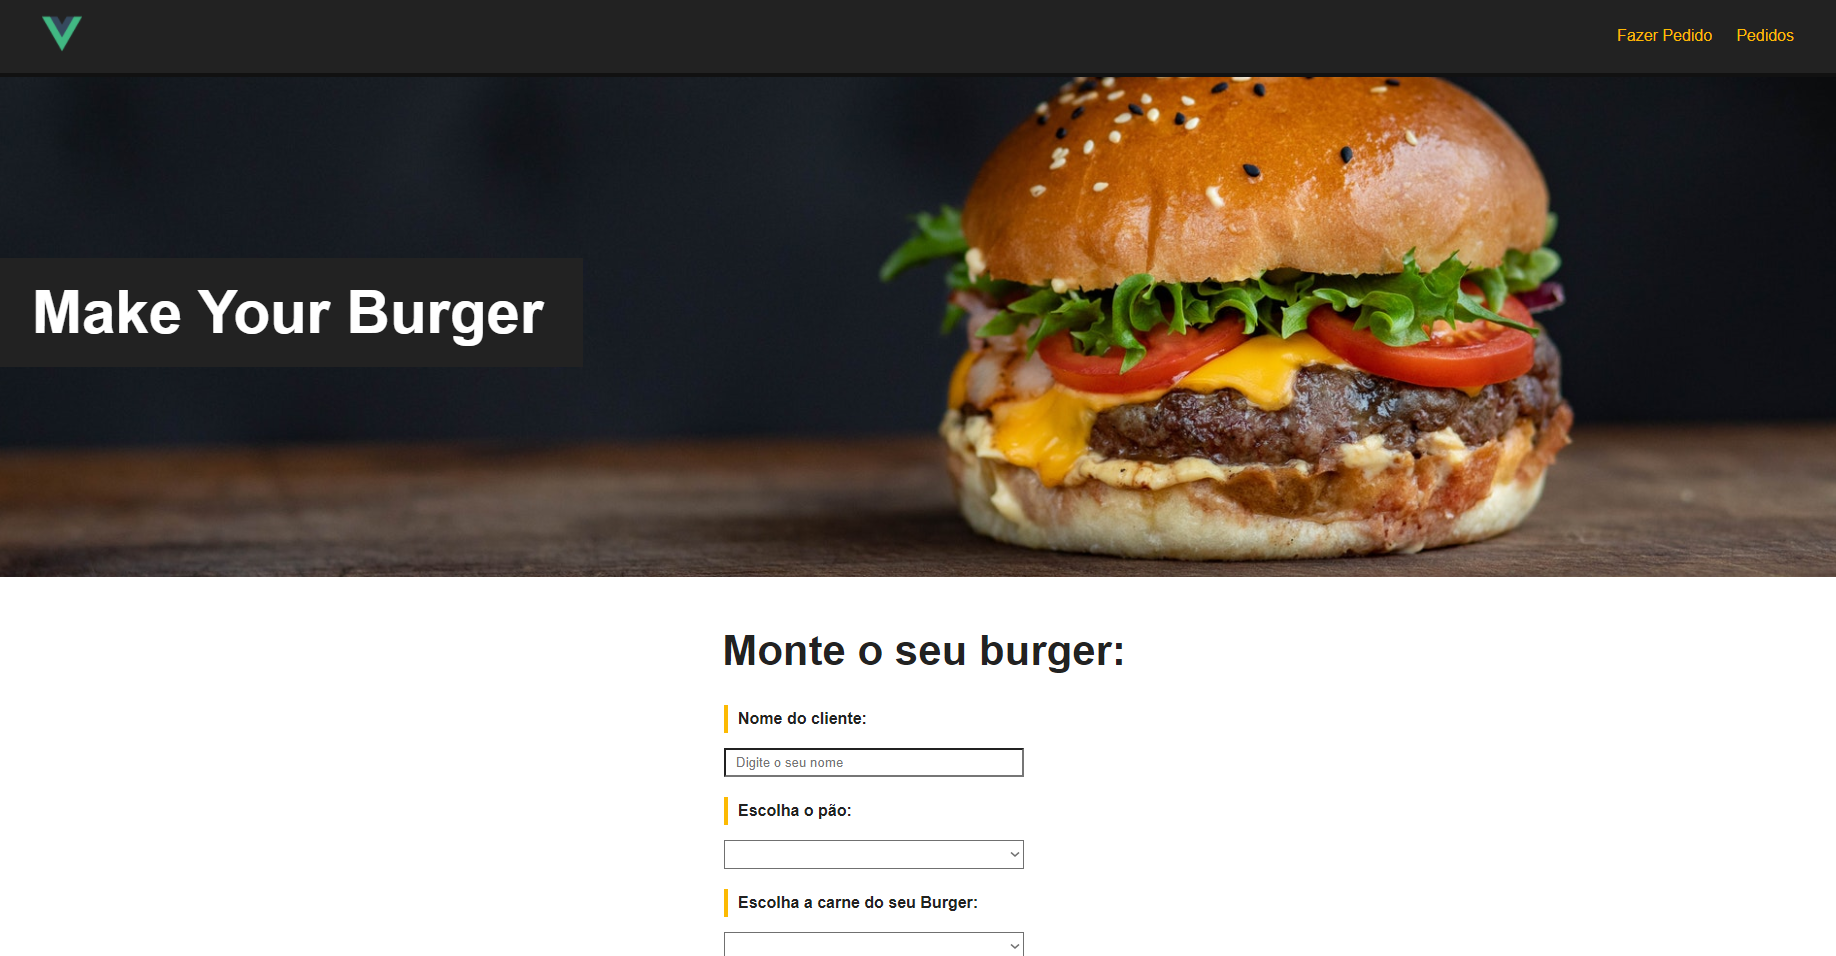 Fazer Pedido Pedidos
Make Your Burger
Monte o seu burger:
Nome do cliente:
Digite o seu nome
Escolha o pão:
Escolha a carne do seu Burger: